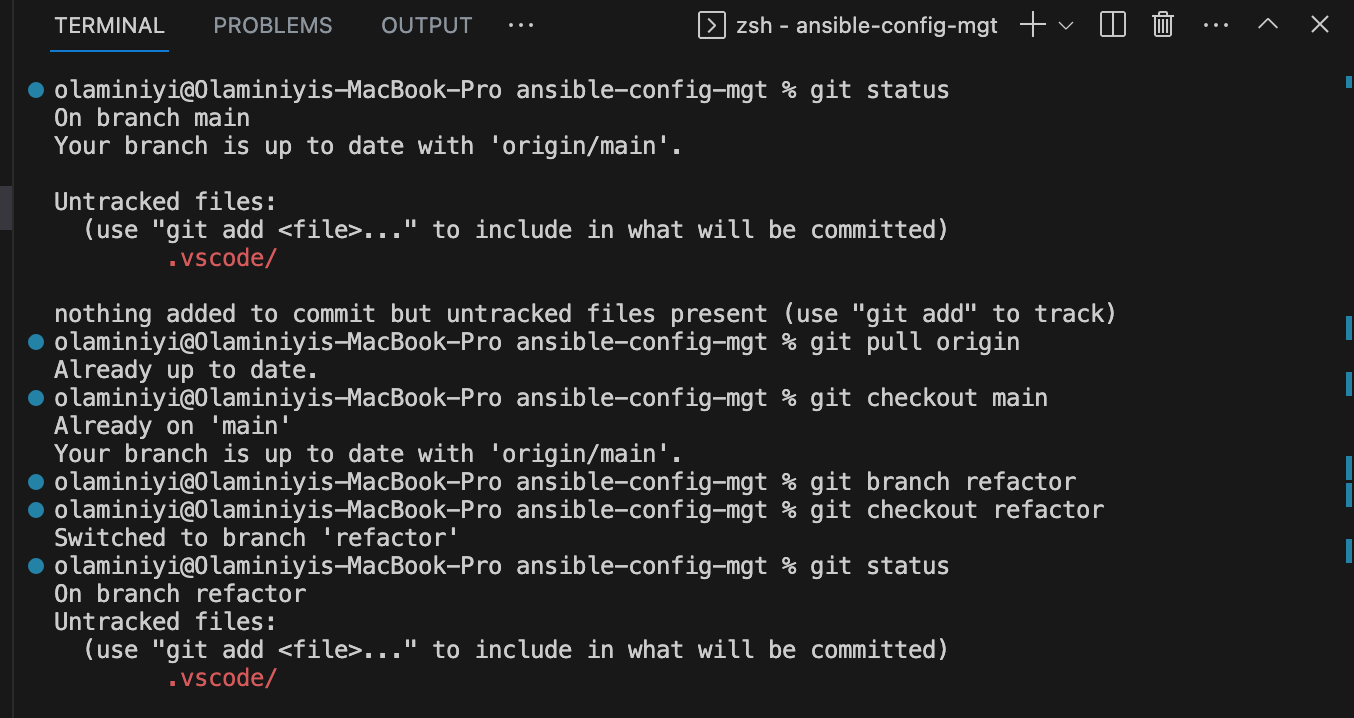 TERMINAL PROBLEMS OUTPUT ··· zsh - ansible-config-mgt
olaminiyi@Olaminiyis-MacBook-Pro ansible-config-mgt % git status
On branch main
Your branch is up to date with 'origin/main'.
Untracked files:
  (use "git add <file>..." to include in what will be committed)
        .vscode/
nothing added to commit but untracked files present (use "git add" to track)
olaminiyi@Olaminiyis-MacBook-Pro ansible-config-mgt % git pull origin
Already up to date.
olaminiyi@Olaminiyis-MacBook-Pro ansible-config-mgt % git checkout main
Already on 'main'
Your branch is up to date with 'origin/main'.
olaminiyi@Olaminiyis-MacBook-Pro ansible-config-mgt % git branch refactor
olaminiyi@Olaminiyis-MacBook-Pro ansible-config-mgt % git checkout refactor
Switched to branch 'refactor'
olaminiyi@Olaminiyis-MacBook-Pro ansible-config-mgt % git status
On branch refactor
Untracked files:
  (use "git add <file>..." to include in what will be committed)
        .vscode/